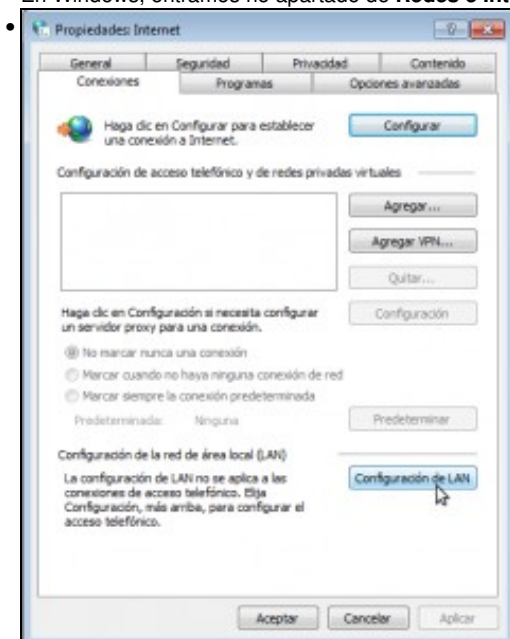 En Windows, entramos no apartado de Redes e Int
Propiedades: Internet
General Seguridad Privacidad Contenido
Conexiones Programas Opciones avanzadas
Haga clic en Configurar para establecer
una conexión a Internet.
Configurar
Configuración de acceso telefónico y de redes privadas virtuales
Agregar...
Agregar VPN...
Quitar...
Haga clic en Configuración si necesita configurar
un servidor proxy para una conexión.
Configuración
No marcar nunca una conexión
Marcar cuando no haya ninguna conexión de red
Marcar siempre la conexión predeterminada
Predeterminada: Ninguna
Predeterminar
Configuración de la red de área local (LAN)
La configuración de LAN no se aplica a las
conexiones de acceso telefónico. Elija
Configuración, más arriba, para configurar el
acceso telefónico.
Configuración de LAN
Aceptar Cancelar Aplicar